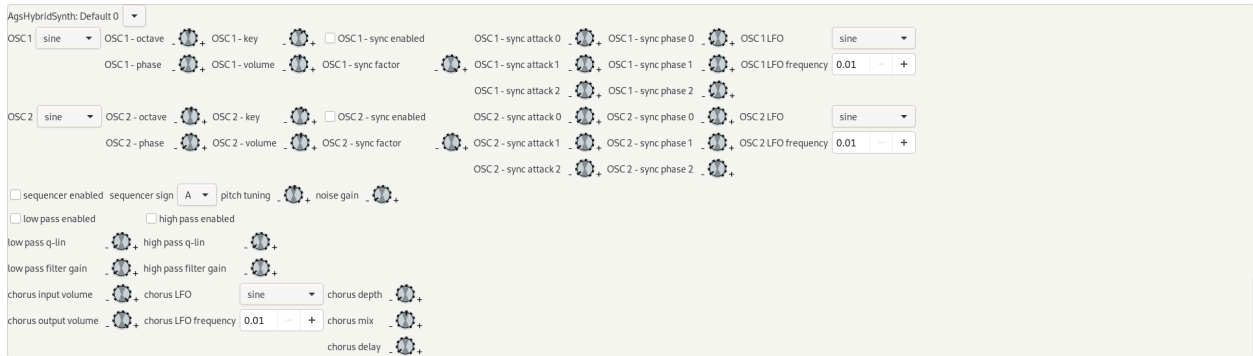 AgsHybridSynth: Default 0
OSC 1 sine OSC 1 - octave - + OSC 1 - key - + OSC 1 - sync enabled OSC 1 - sync attack 0 - + OSC 1 - sync phase 0 - + OSC 1 LFO sine
OSC 1 - phase - + OSC 1 - volume - + OSC 1 - sync factor - + OSC 1 - sync attack 1 - + OSC 1 - sync phase 1 - + OSC 1 LFO frequency 0.01 - +
OSC 1 - sync attack 2 - + OSC 1 - sync phase 2 - +
OSC 2 sine OSC 2 - octave - + OSC 2 - key - + OSC 2 - sync enabled OSC 2 - sync attack 0 - + OSC 2 - sync phase 0 - + OSC 2 LFO sine
OSC 2 - phase - + OSC 2 - volume - + OSC 2 - sync factor - + OSC 2 - sync attack 1 - + OSC 2 - sync phase 1 - + OSC 2 LFO frequency 0.01 - +
OSC 2 - sync attack 2 - + OSC 2 - sync phase 2 - +
sequencer enabled sequencer sign A pitch tuning - + noise gain - +
low pass enabled high pass enabled
low pass q-lin - + high pass q-lin - +
low pass filter gain - + high pass filter gain - +
chorus input volume - + chorus LFO sine chorus depth - +
chorus output volume - + chorus LFO frequency 0.01 - + chorus mix - +
chorus delay - +